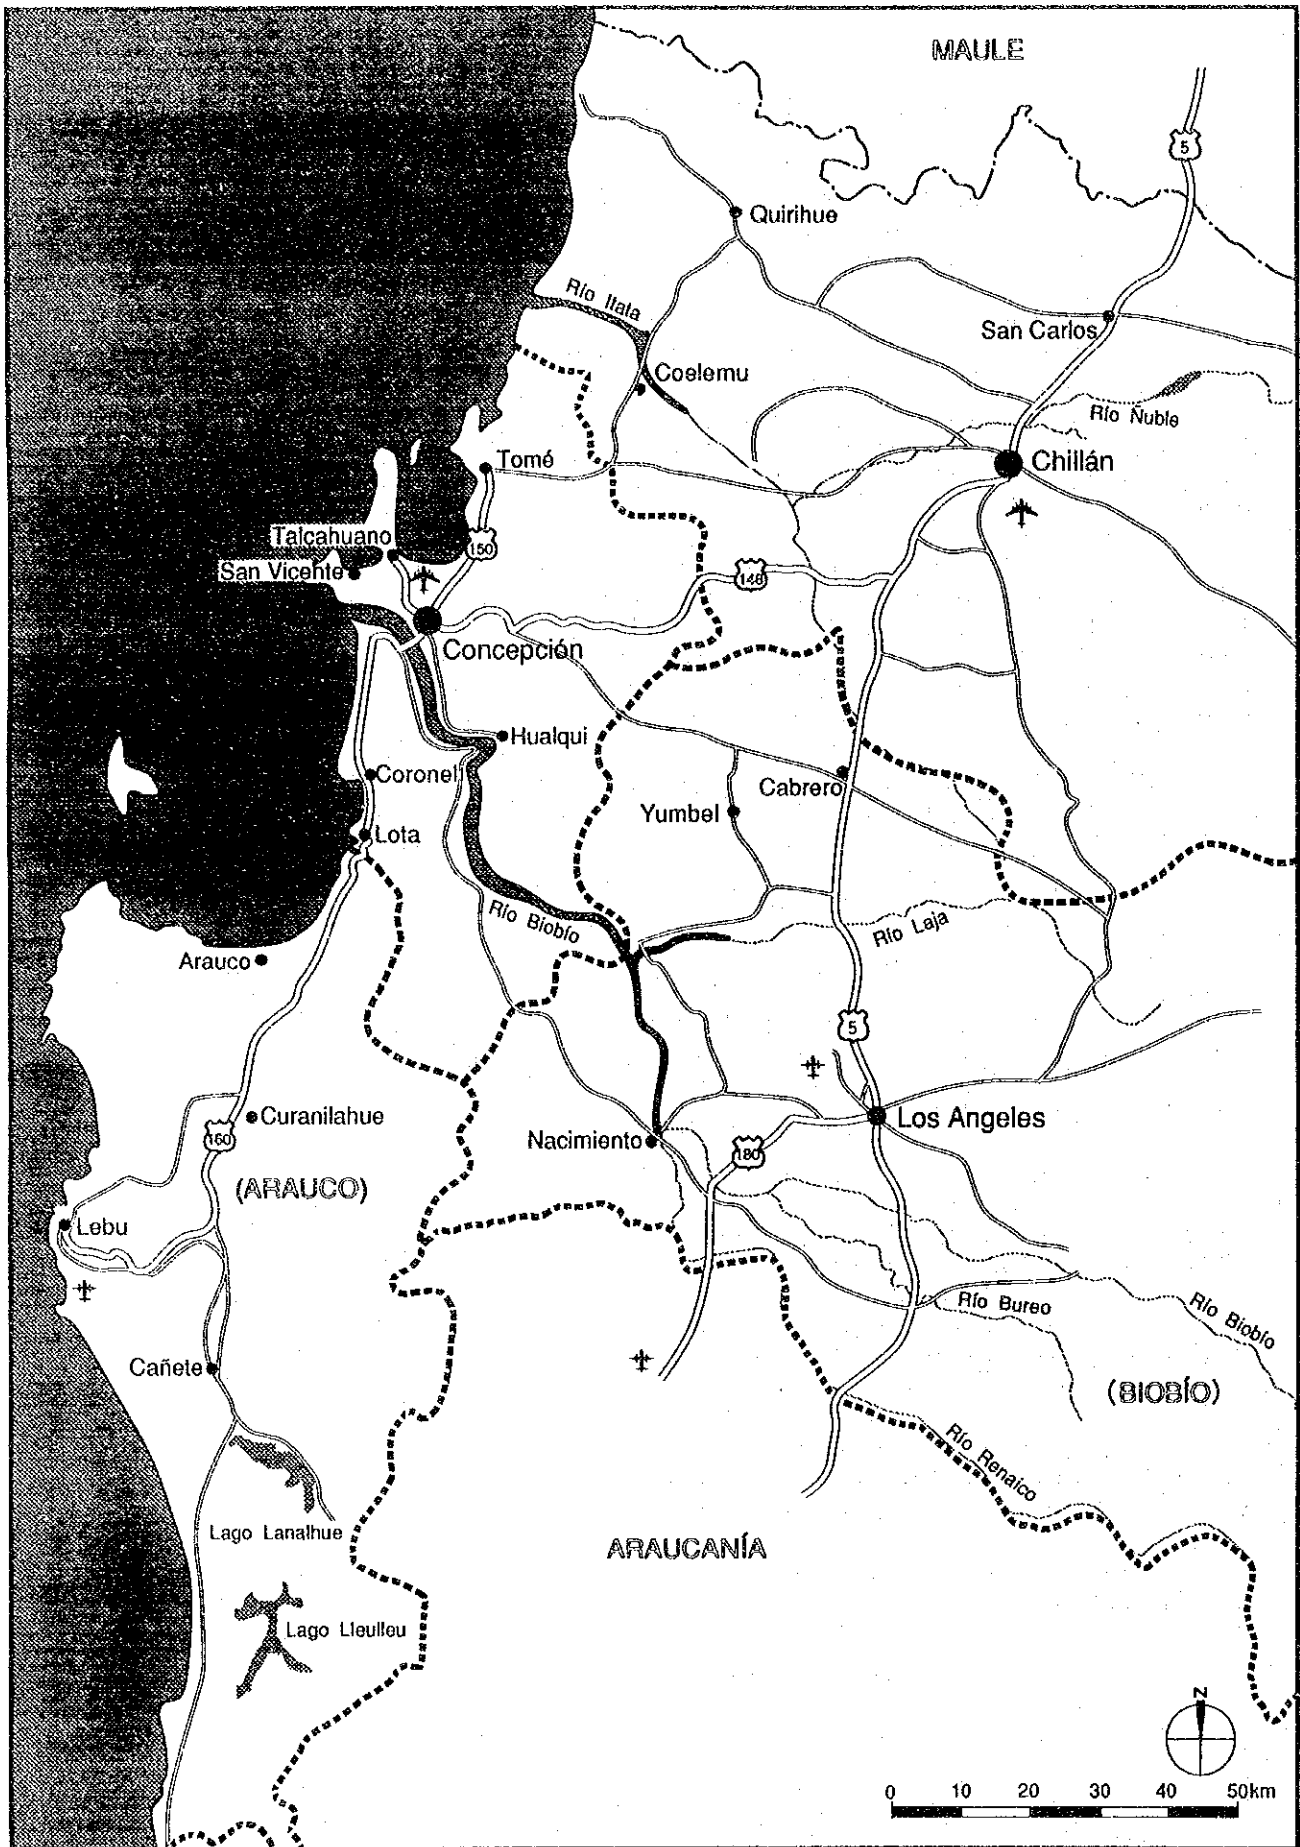 MAULE
5
Quirihue
Río Itata
San Carlos
Coelemu
Río Ñuble
Tomé
Chillán
Talcahuano
150
San Vicente
148
Concepción
Hualqui
Coronel
Cabrero
Yumbel
Lota
Río Biobío
Río Laja
Arauco
5
Curanilahue
Los Angeles
160
Nacimiento
180
(ARAUCO)
Lebu
Río Bureo
Río Biobío
Cañete
(BIOBÍO)
Río Renaico
Lago Lanalhue
ARAUCANÍA
Lago Lleulleu
N
0 10 20 30 40 50km